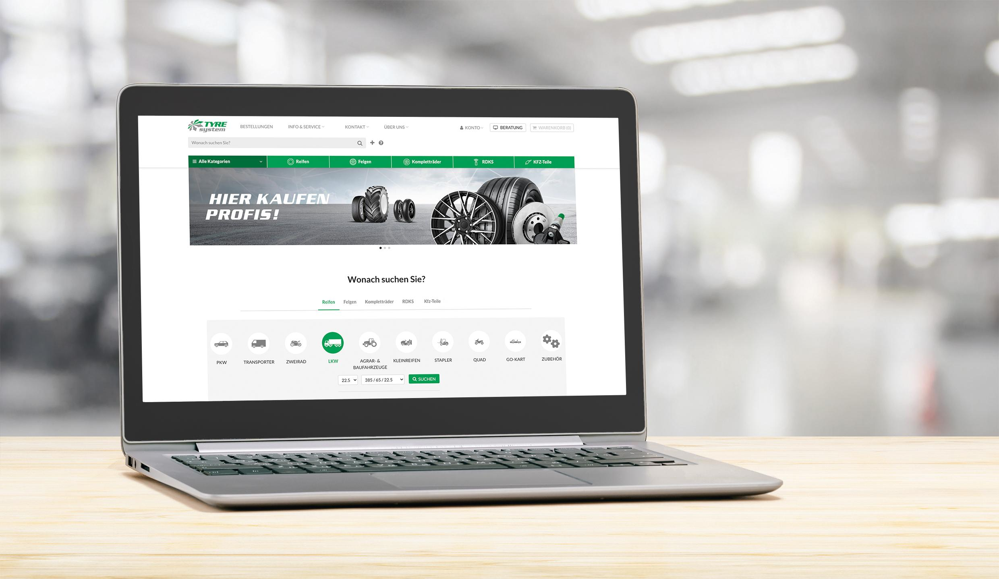 TYRE
system
BESTELLUNGEN
INFO & SERVICE
KONTAKT
ÜBER UNS
KONTO
BERATUNG
WARENKORB (0)
Wonach suchen Sie?
Alle Kategorien
Reifen
Felgen
Kompletträder
RDKS
KFZ-Teile
HIER KAUFEN
PROFIS!
Wonach suchen Sie?
Reifen
Felgen
Kompletträder
RDKS
Kfz-Teile
PKW
TRANSPORTER
ZWEIRAD
LKW
AGRAR- &
BAUFAHRZEUGE
KLEINREIFEN
STAPLER
QUAD
GO-KART
ZUBEHÖR
22.5
385 / 65 / 22.5
SUCHEN